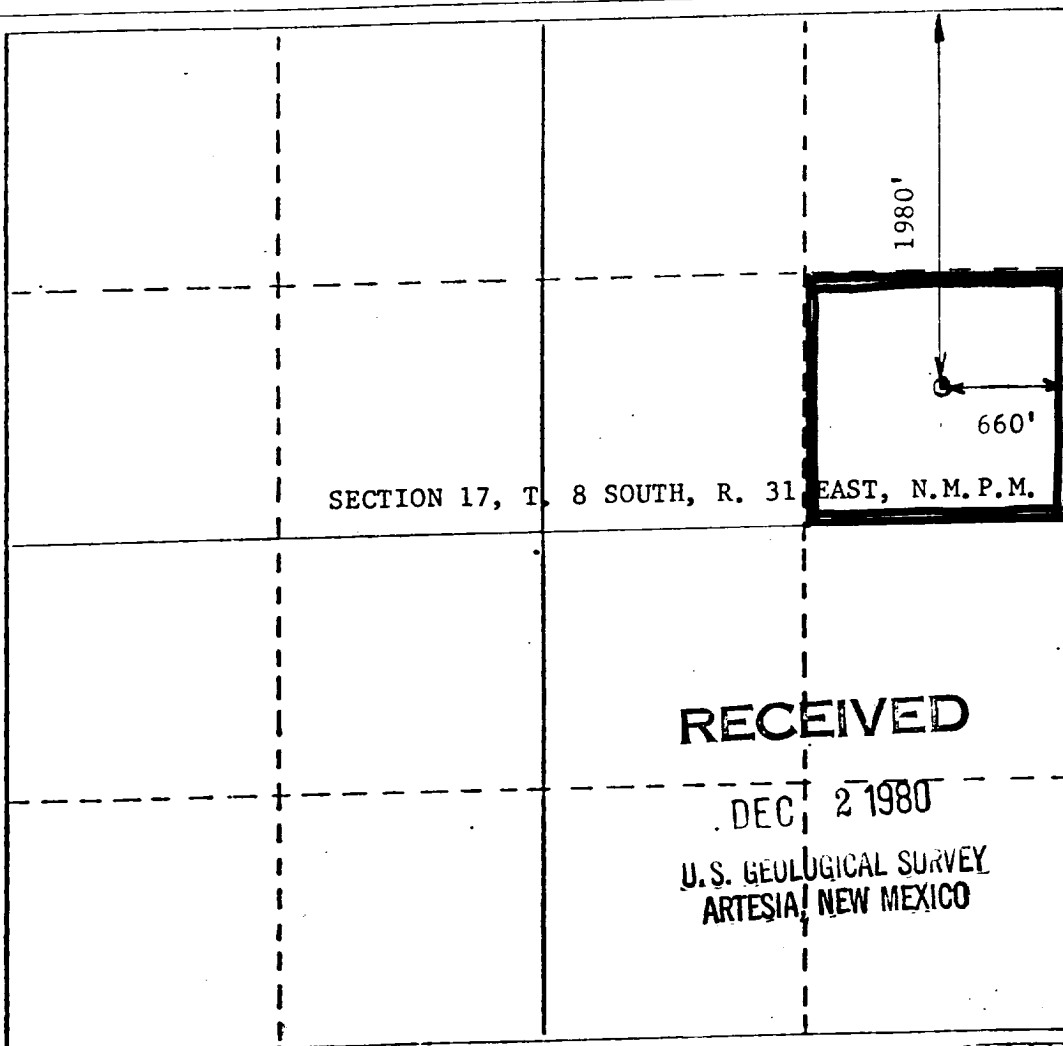 1980'
660'
SECTION 17, T. 8 SOUTH, R. 31 EAST, N.M.P.M.
RECEIVED
DEC 2 1980
U.S. GEOLOGICAL SURVEY
ARTESIA, NEW MEXICO